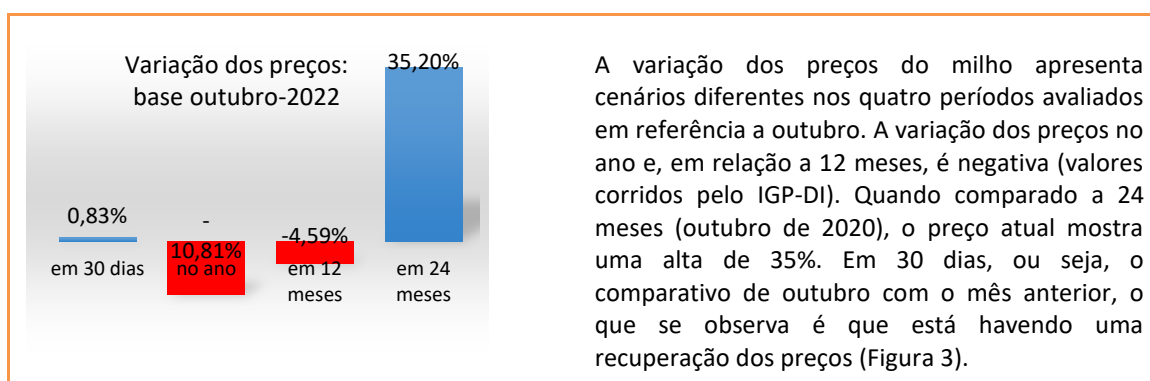 Variação dos preços:
base outubro-2022
35,20%
0,83%
-
10,81%
-4,59%
em 30 dias
no ano
em 12
meses
em 24
meses
A variação dos preços do milho apresenta
cenários diferentes nos quatro períodos avaliados
em referência a outubro. A variação dos preços no
ano e, em relação a 12 meses, é negativa (valores
corridos pelo IGP-DI). Quando comparado a 24
meses (outubro de 2020), o preço atual mostra
uma alta de 35%. Em 30 dias, ou seja, o
comparativo de outubro com o mês anterior, o
que se observa é que está havendo uma
recuperação dos preços (Figura 3).